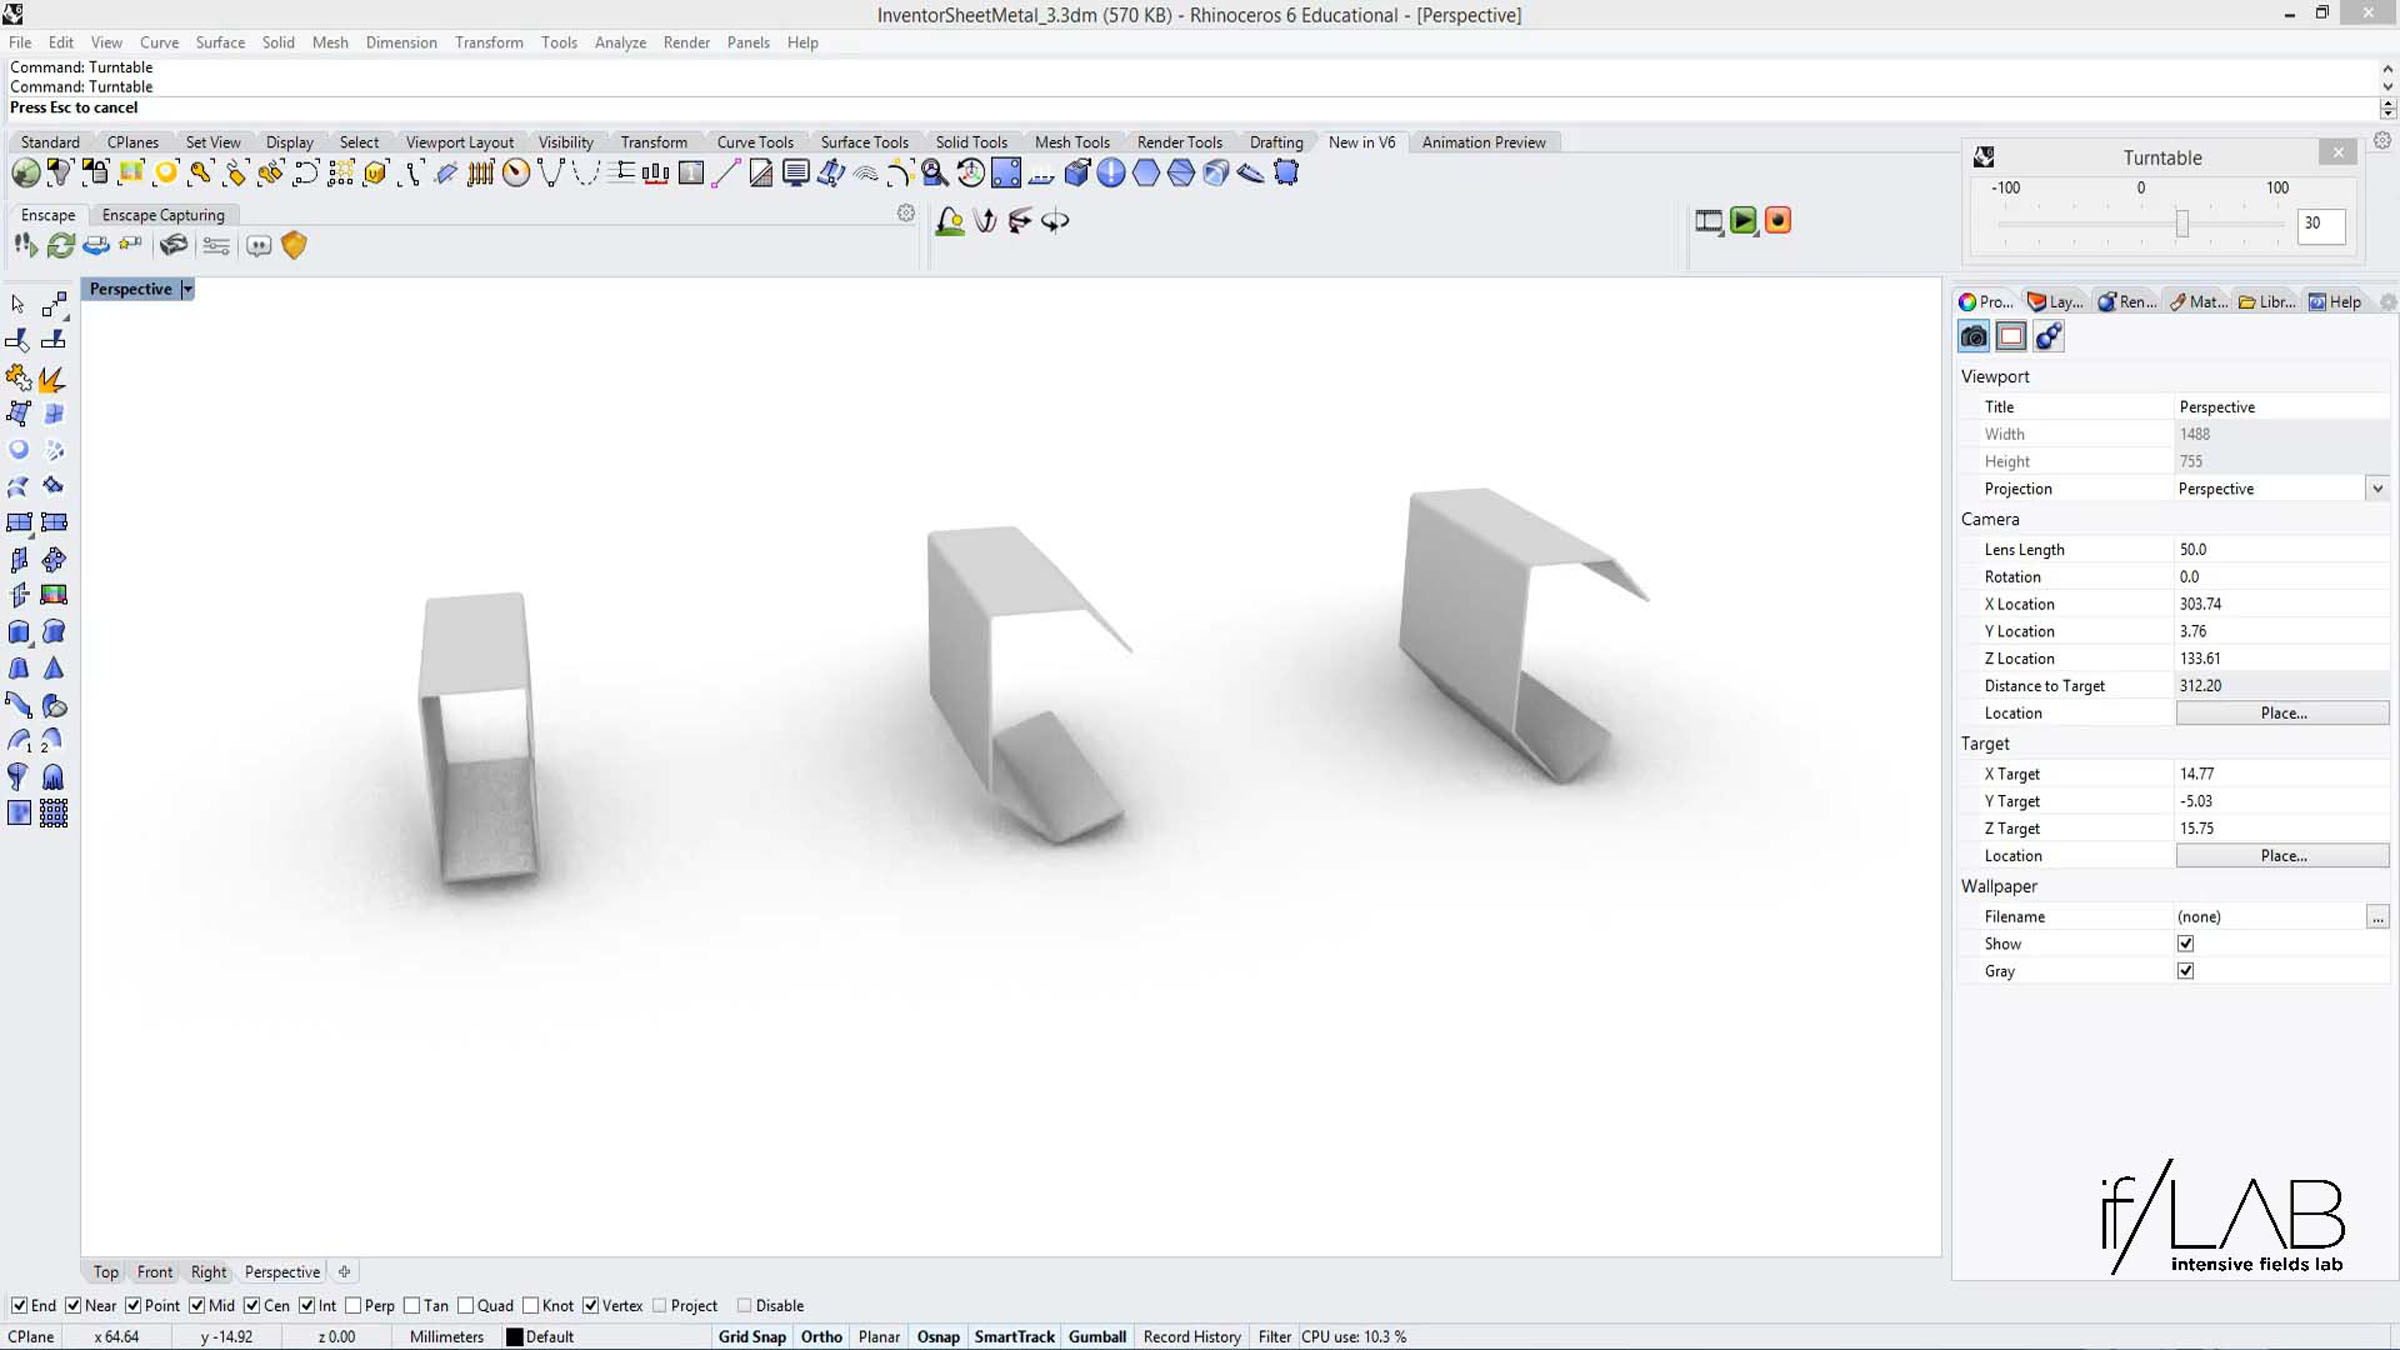 InventorSheetMetal_3.3dm (570 KB) - Rhinoceros 6 Educational - [Perspective]
File Edit View Curve Surface Solid Mesh Dimension Transform Tools Analyze Render Panels Help
Command: Turntable
Command: Turntable
Press Esc to cancel
Standard CPlanes Set View Display Select Viewport Layout Visibility Transform Curve Tools Surface Tools Solid Tools Mesh Tools Render Tools Drafting New in V6 Animation Preview
Turntable
-100 0 100
30
Enscape Enscape Capturing
Perspective
Pro... Lay... Ren... Mat... Libr... Help
Viewport
Title Perspective
Width 1488
Height 755
Projection Perspective
Camera
Lens Length 50.0
Rotation 0.0
X Location 303.74
Y Location 3.76
Z Location 133.61
Distance to Target 312.20
Location Place...
Target
X Target 14.77
Y Target -5.03
Z Target 15.75
Location Place...
Wallpaper
Filename (none) ...
Show
Gray
1 2
if/LAB
intensive fields lab
Top Front Right Perspective
End Near Point Mid Cen Int Perp Tan Quad Knot Vertex Project Disable
CPlane x 64.64 y -14.92 z 0.00 Millimeters Default Grid Snap Ortho Planar Osnap SmartTrack Gumball Record History Filter CPU use: 10.3 %